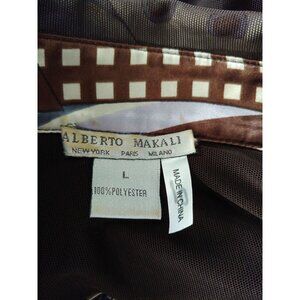 ALBERTO MAKALI
NEW YORK PARIS MILANO
L
100% POLYESTER
MADE IN CHINA